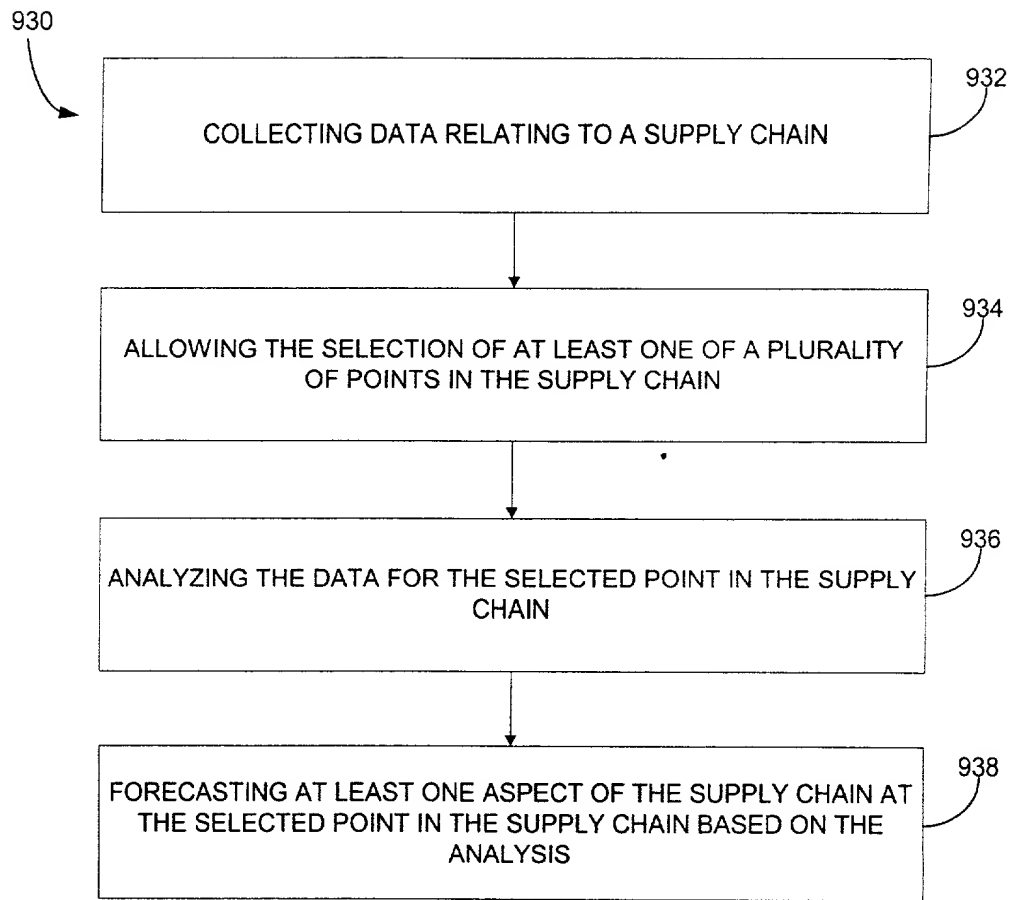 930
932
COLLECTING DATA RELATING TO A SUPPLY CHAIN
934
ALLOWING THE SELECTION OF AT LEAST ONE OF A PLURALITY
OF POINTS IN THE SUPPLY CHAIN
936
ANALYZING THE DATA FOR THE SELECTED POINT IN THE SUPPLY
CHAIN
938
FORECASTING AT LEAST ONE ASPECT OF THE SUPPLY CHAIN AT
THE SELECTED POINT IN THE SUPPLY CHAIN BASED ON THE
ANALYSIS